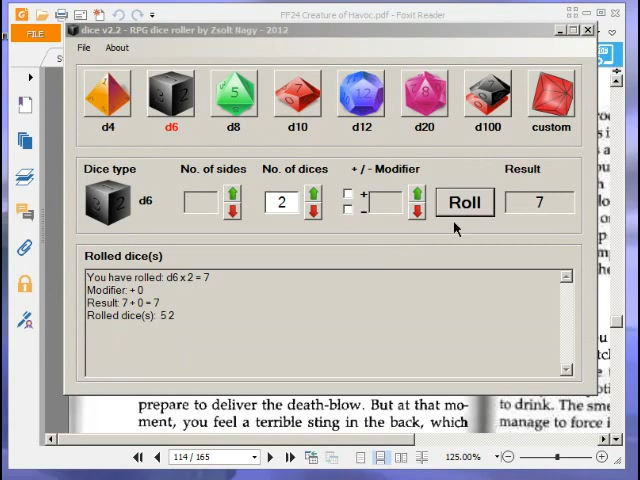 PF24 Creature of Havoc.pdf - Foxit Reader
FILE
dice v2.2 - RPG dice roller by Zsolt Nagy - 2012
File About
d4 d6 d8 d10 d12 d20 d100 custom
Dice type No. of sides No. of dices + / - Modifier Result
d6 2 + - Roll 7
Rolled dice(s)
You have rolled: d6 x 2 = 7
Modifier: + 0
Result: 7 + 0 = 7
Rolled dice(s): 5 2
prepare to deliver the death-blow. But at that mo-
ment, you feel a terrible sting in the back, which
to drink. The sme
manage to force i
114 / 165 125.00%